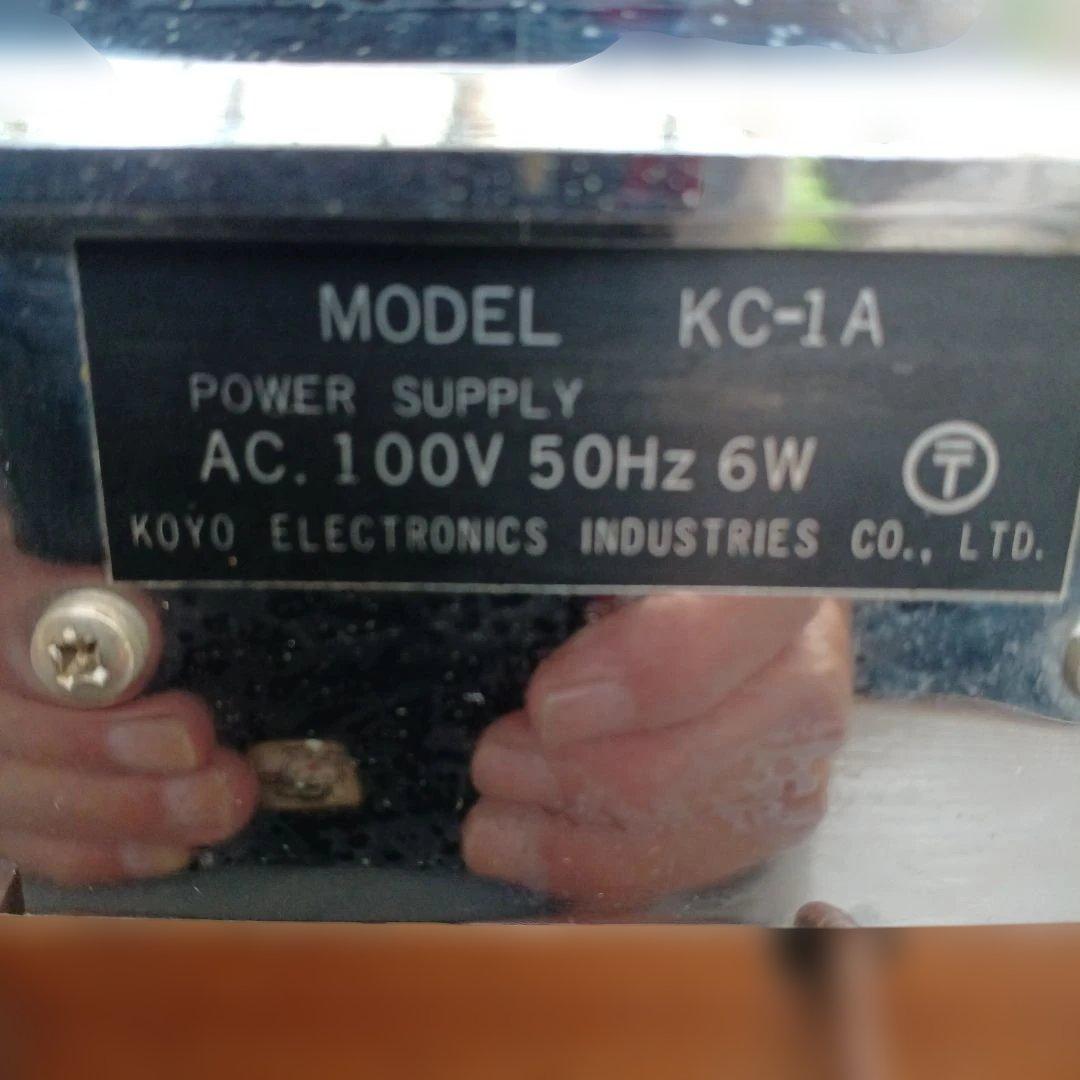 MODEL KC-1A
POWER SUPPLY
AC. 100V 50Hz 6W 〒
KOYO ELECTRONICS INDUSTRIES CO., LTD.